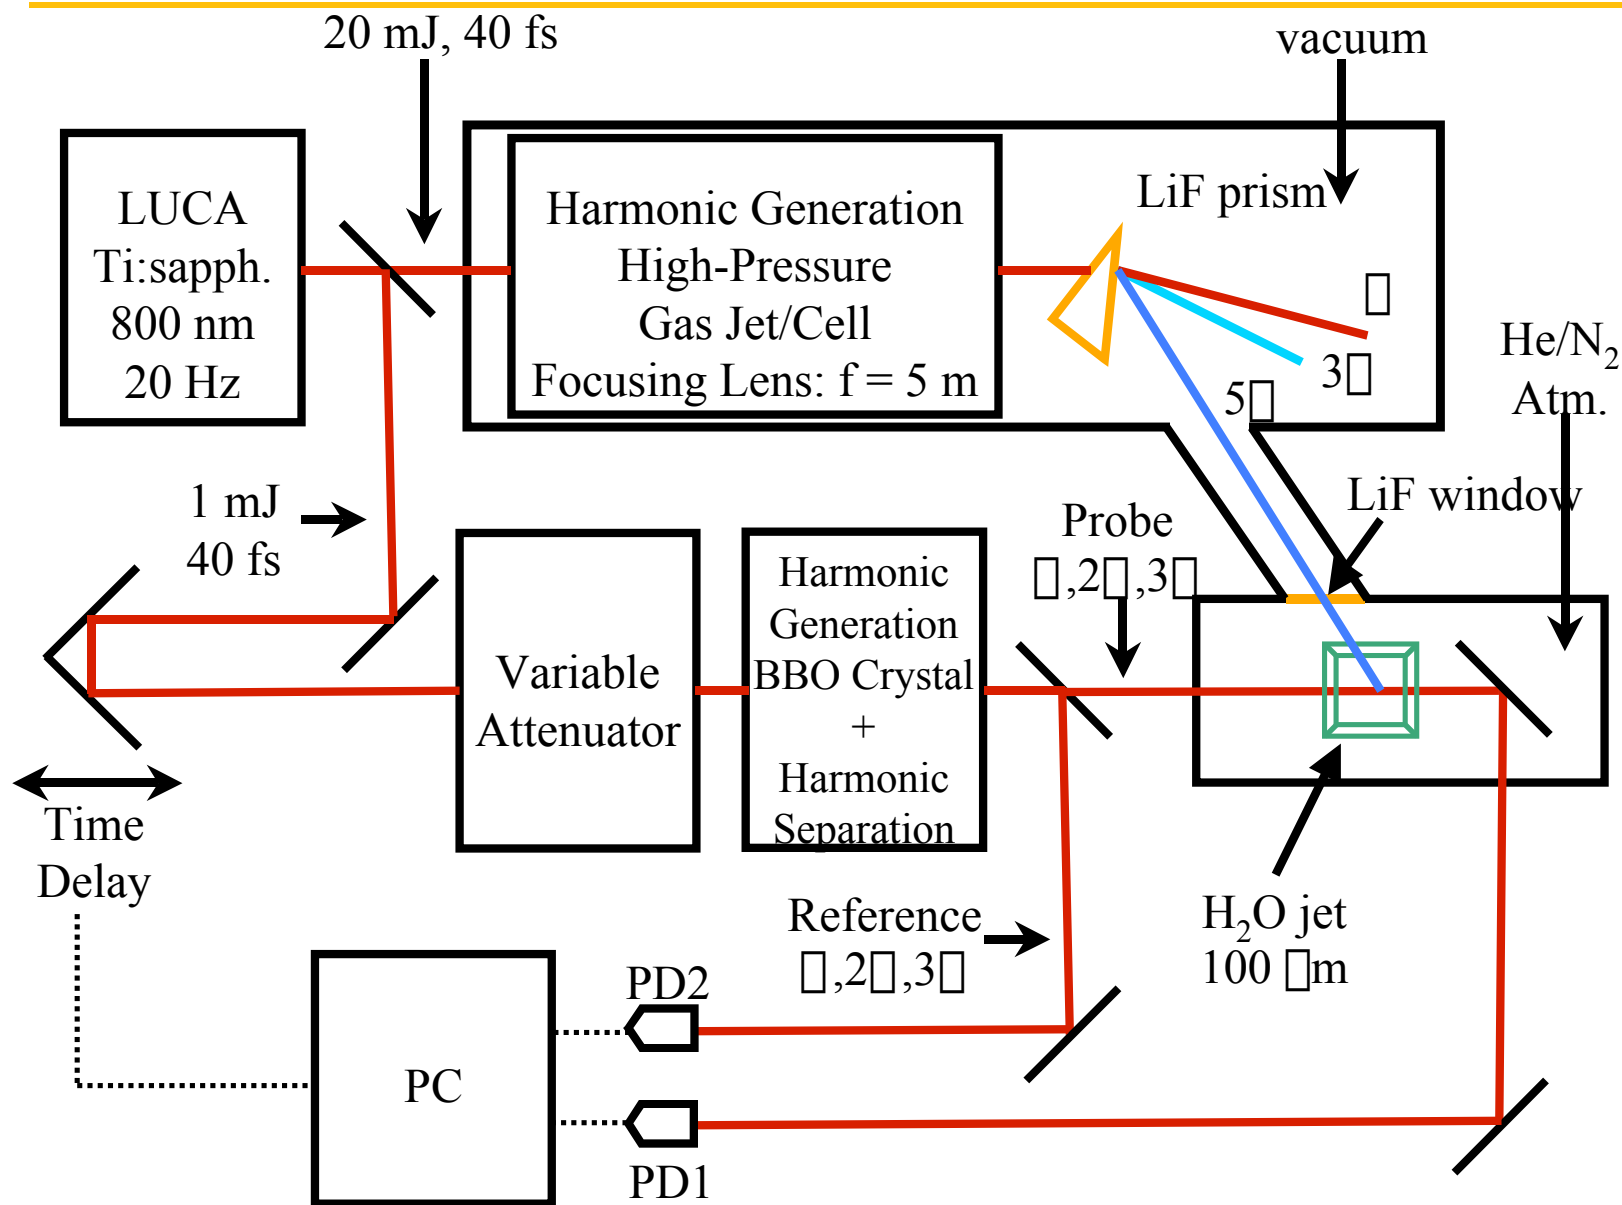 20 mJ, 40 fs
vacuum
LUCA
Ti:sapph.
800 nm
20 Hz
Harmonic Generation
High-Pressure
Gas Jet/Cell
Focusing Lens: f = 5 m
LiF prism
▯
3▯
5▯
He/N₂
Atm.
LiF window
1 mJ
40 fs
Probe
▯,2▯,3▯
Variable
Attenuator
Harmonic
Generation
BBO Crystal
+
Harmonic
Separation
Time
Delay
Reference
▯,2▯,3▯
H₂O jet
100 ▯m
PD2
PC
PD1